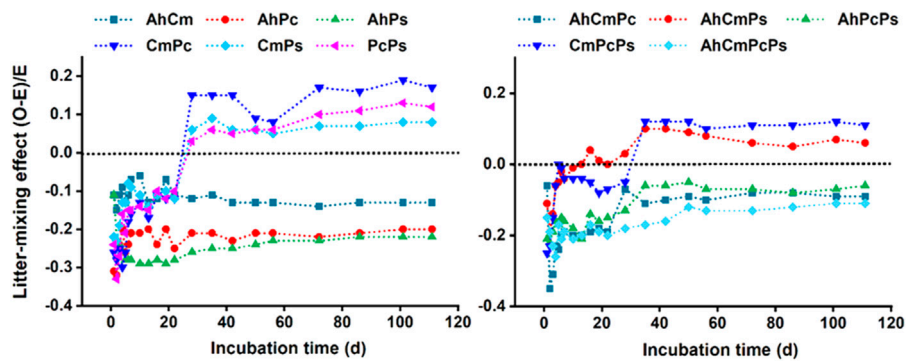 AhCm AhPc AhPs
CmPc CmPs PcPs
Litter-mixing effect (O-E)/E
0.2
0.1
0.0
-0.1
-0.2
-0.3
-0.4
0 20 40 60 80 100 120
Incubation time (d)
AhCmPc AhCmPs AhPcPs
CmPcPs AhCmPcPs
0.2
0.0
-0.2
-0.4
0 20 40 60 80 100 120
Incubation time (d)